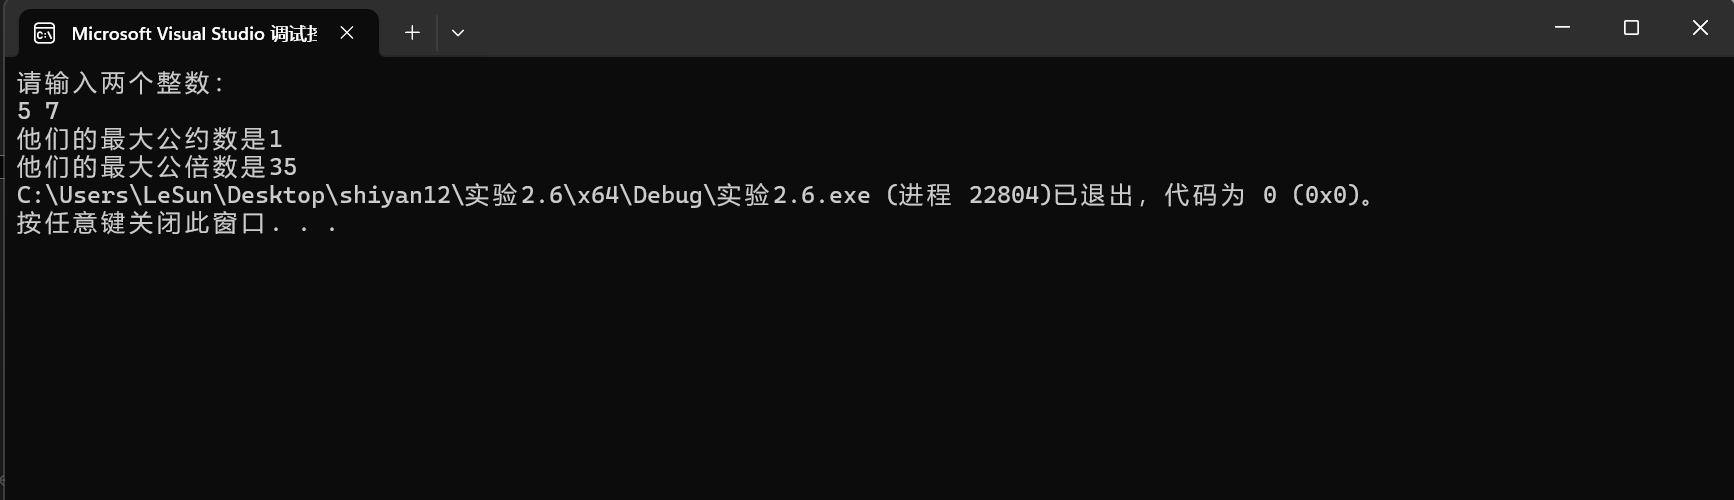 Microsoft Visual Studio 调试
请输入两个整数：
5 7
他们的最大公约数是1
他们的最大公倍数是35
C:\Users\LeSun\Desktop\shiyan12\实验2.6\x64\Debug\实验2.6.exe (进程 22804)已退出，代码为 0 (0x0)。
按任意键关闭此窗口. . .